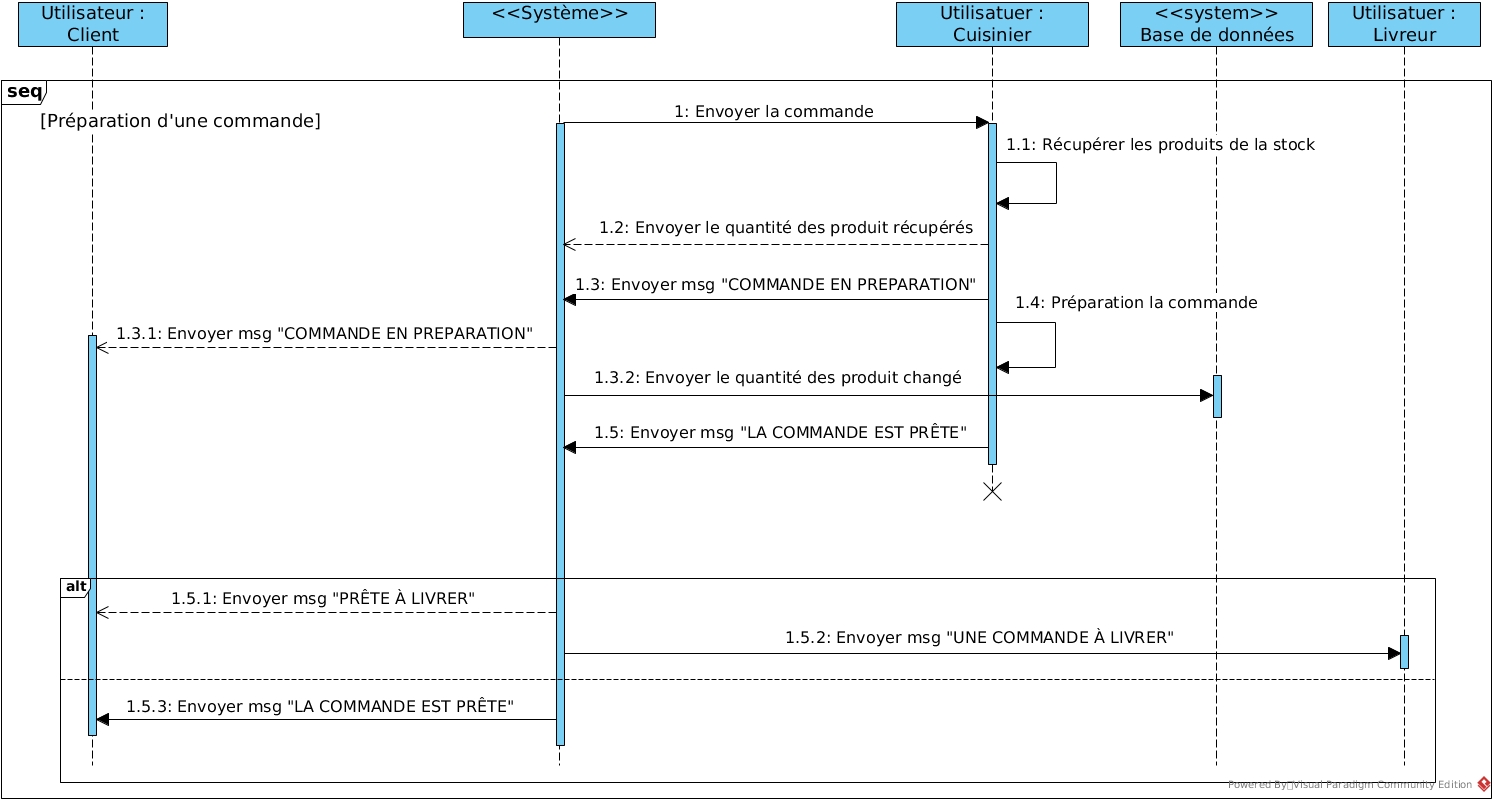 Utilisateur :
Client
<<Système>>
Utilisatuer :
Cuisinier
<<system>>
Base de données
Utilisatuer :
Livreur
seq
[Préparation d'une commande]
1: Envoyer la commande
1.1: Récupérer les produits de la stock
1.2: Envoyer le quantité des produit récupérés
1.3: Envoyer msg "COMMANDE EN PREPARATION"
1.4: Préparation la commande
1.3.1: Envoyer msg "COMMANDE EN PREPARATION"
1.3.2: Envoyer le quantité des produit changé
1.5: Envoyer msg "LA COMMANDE EST PRÊTE"
alt
1.5.1: Envoyer msg "PRÊTE À LIVRER"
1.5.2: Envoyer msg "UNE COMMANDE À LIVRER"
1.5.3: Envoyer msg "LA COMMANDE EST PRÊTE"
Powered By▯Visual Paradigm Community Edition